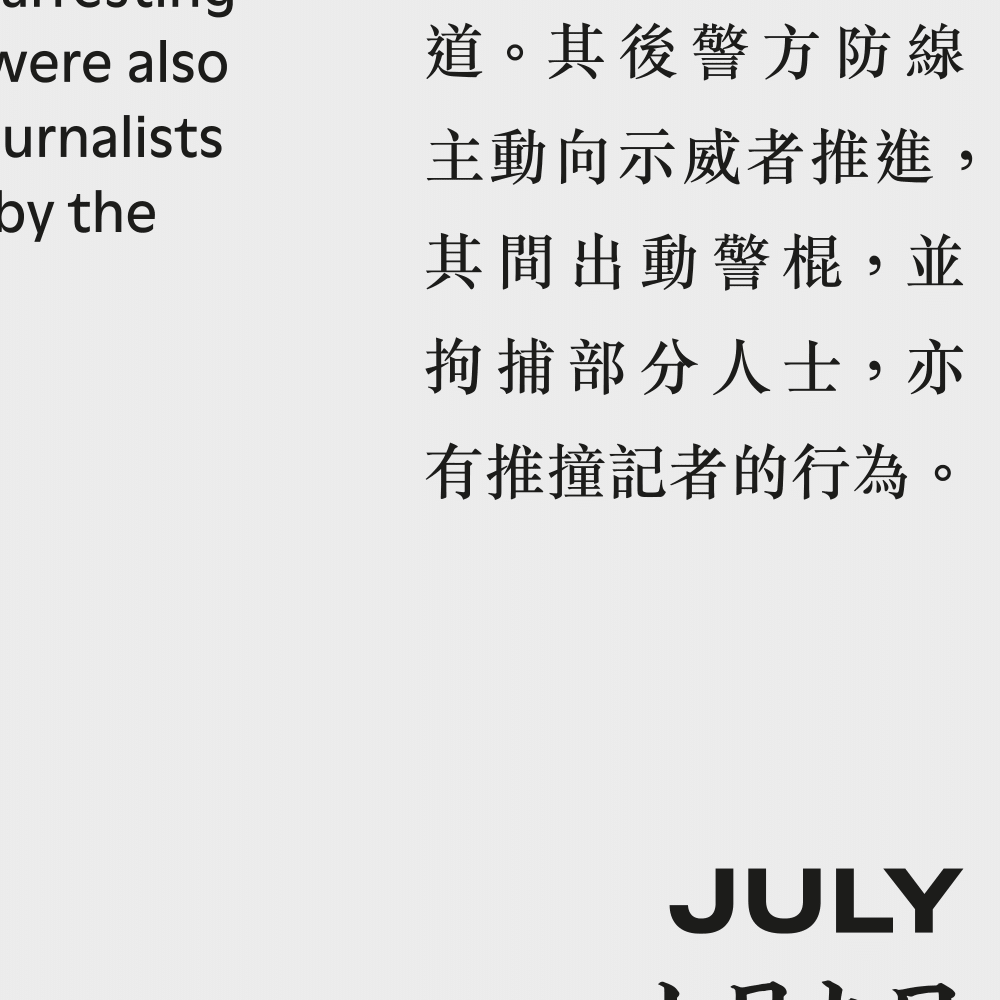 were also
urnalists
by the
道。其後警方防線
主動向示威者推進，
其間出動警棍，並
拘捕部分人士，亦
有推撞記者的行為。
JULY